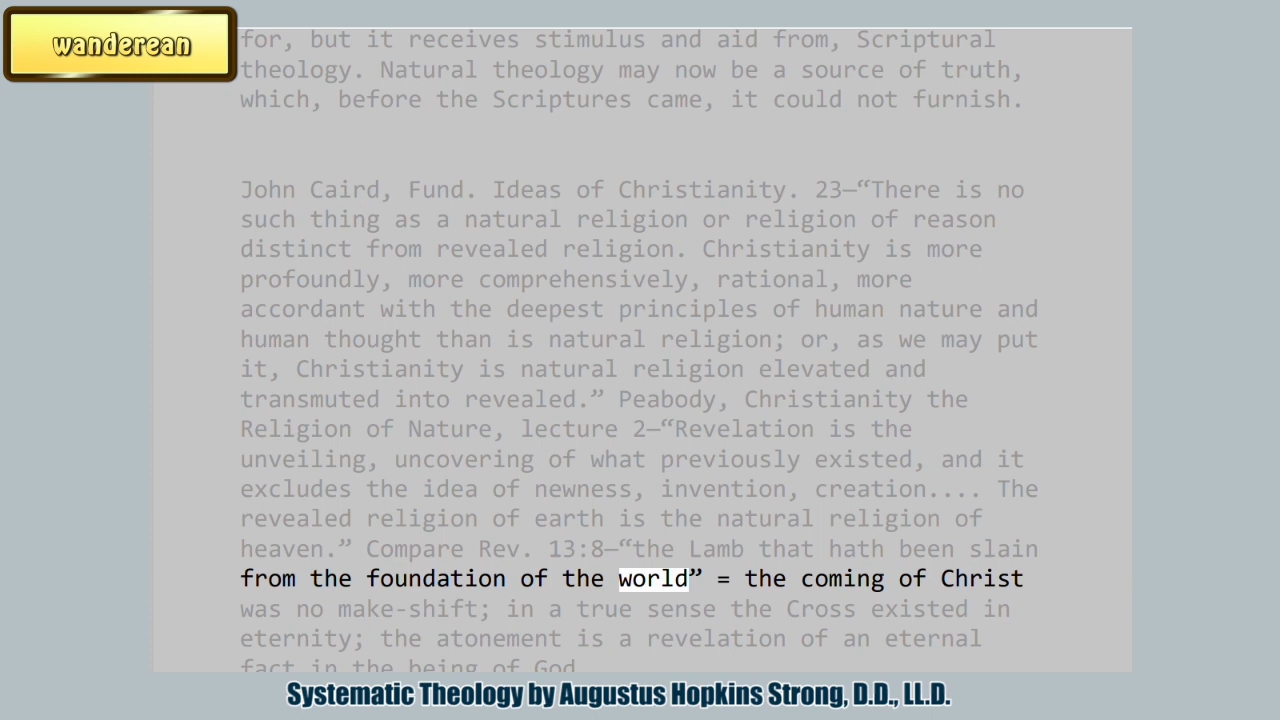 wanderean
for, but it receives stimulus and aid from, Scriptural
theology. Natural theology may now be a source of truth,
which, before the Scriptures came, it could not furnish.
John Caird, Fund. Ideas of Christianity. 23—“There is no
such thing as a natural religion or religion of reason
distinct from revealed religion. Christianity is more
profoundly, more comprehensively, rational, more
accordant with the deepest principles of human nature and
human thought than is natural religion; or, as we may put
it, Christianity is natural religion elevated and
transmuted into revealed.” Peabody, Christianity the
Religion of Nature, lecture 2—“Revelation is the
unveiling, uncovering of what previously existed, and it
excludes the idea of newness, invention, creation.... The
revealed religion of earth is the natural religion of
heaven.” Compare Rev. 13:8—“the Lamb that hath been slain
from the foundation of the world” = the coming of Christ
was no make-shift; in a true sense the Cross existed in
eternity; the atonement is a revelation of an eternal
fact in the being of God
Systematic Theology by Augustus Hopkins Strong, D.D., LL.D.